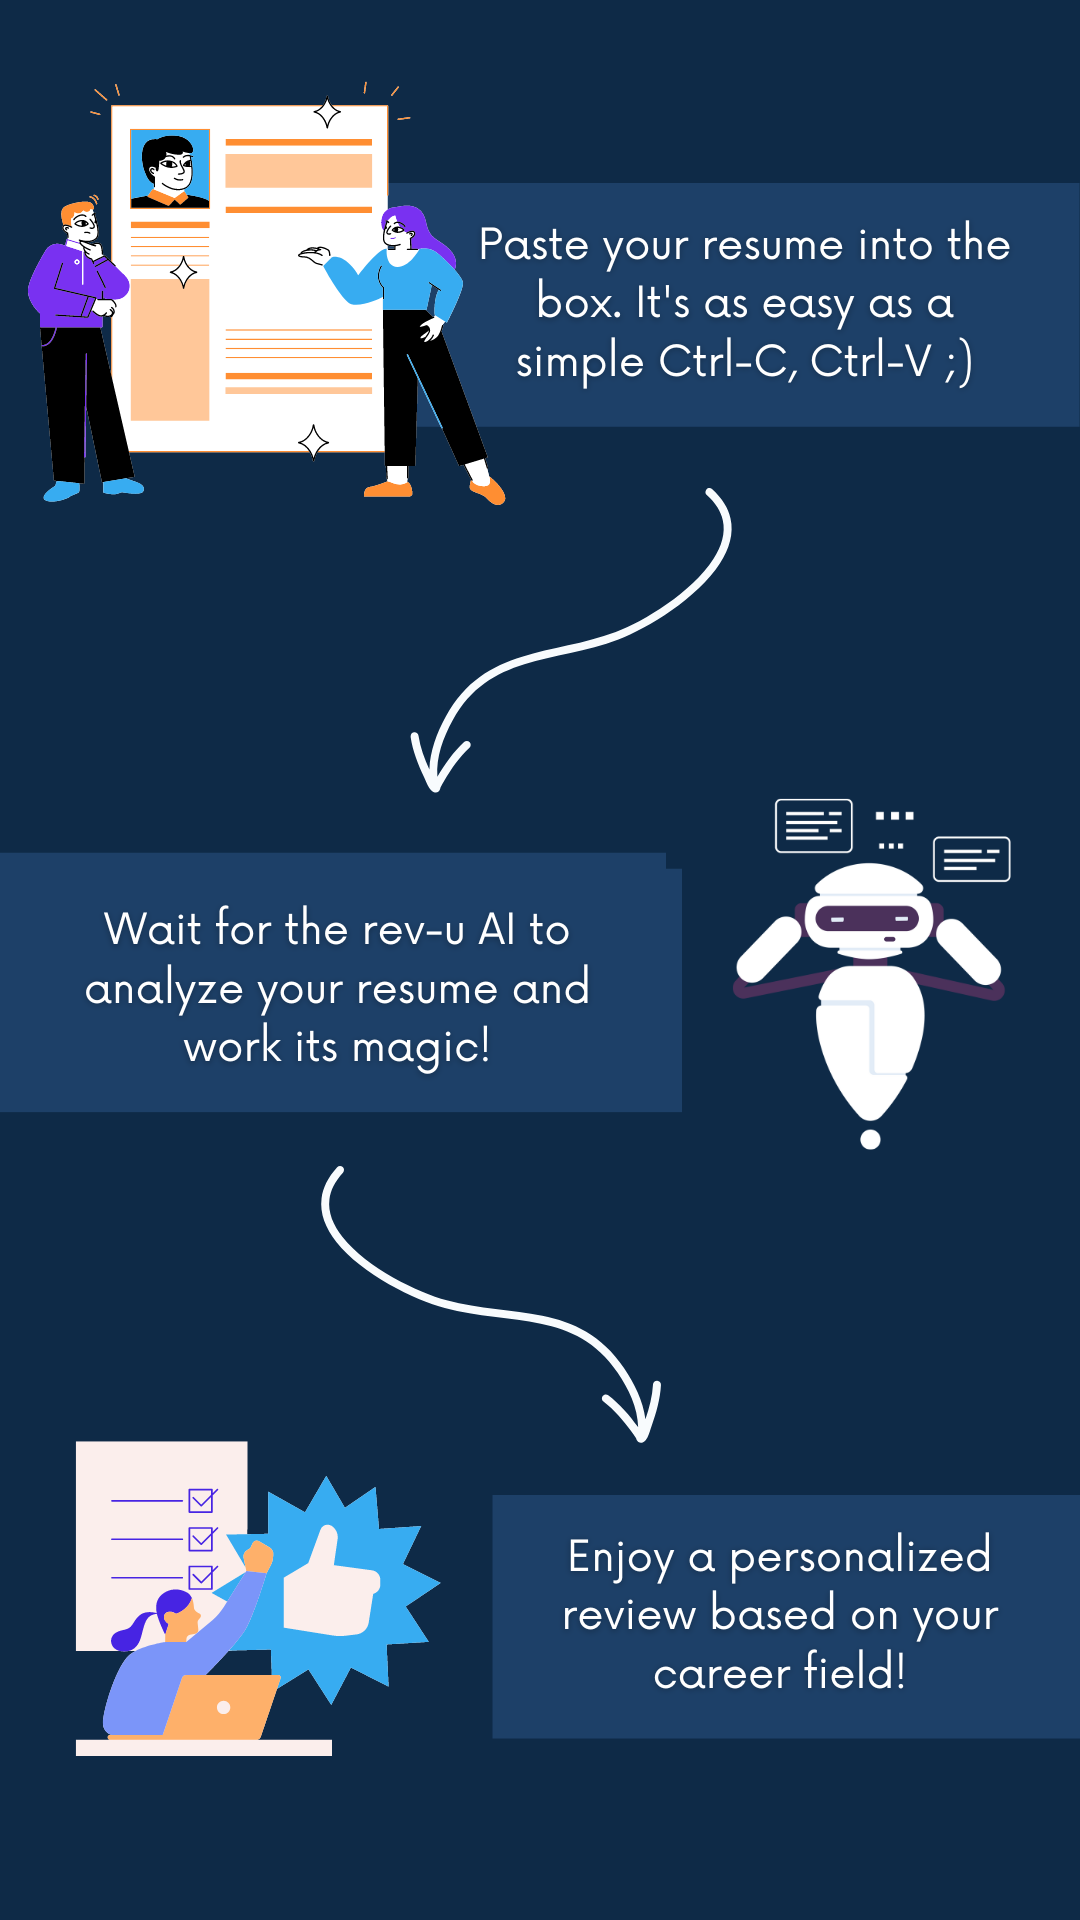 Paste your resume into the
box. It's as easy as a
simple Ctrl-C, Ctrl-V ;)
Wait for the rev-u AI to
analyze your resume and
work its magic!
Enjoy a personalized
review based on your
career field!